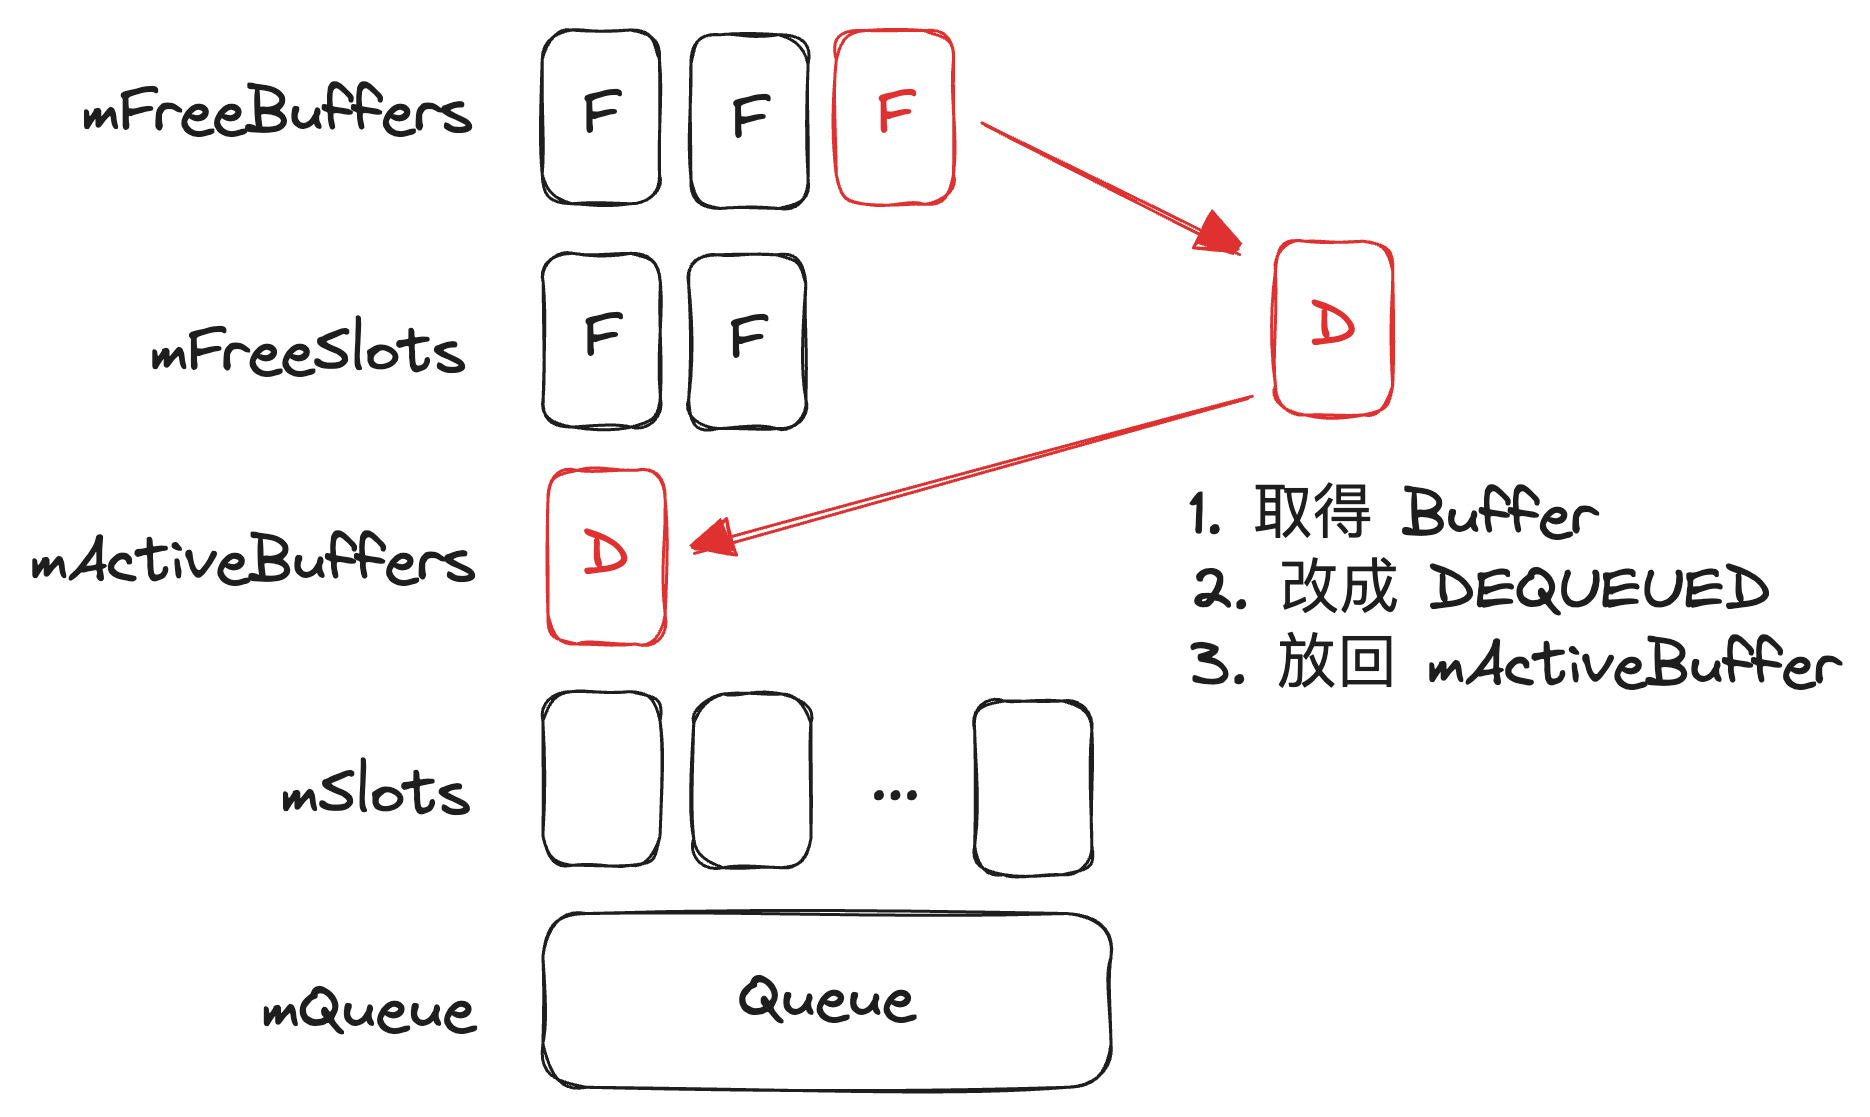 mFreeBuffers F F F
mFreeSlots F F D
mActiveBuffers D
1. 取得 Buffer
2. 改成 DEQUEUED
3. 放回 mActiveBuffer
mSlots ...
mQueue Queue